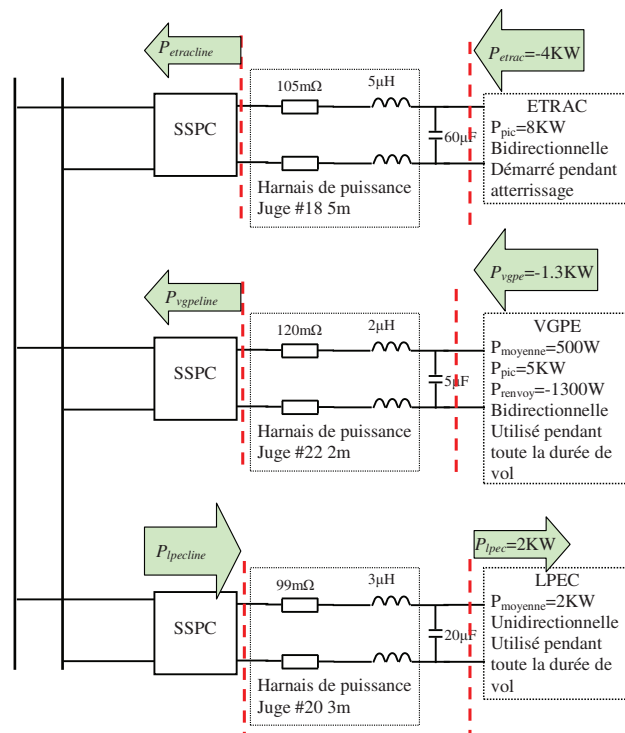 P_etracline
P_etrac=-4KW
105mΩ
5μH
SSPC
60μF
ETRAC
P_pic=8KW
Bidirectionnelle
Démarré pendant
atterrissage
Harnais de puissance
Juge #18 5m
P_vgpeline
P_vgpe=-1.3KW
120mΩ
2μH
SSPC
5μF
VGPE
P_moyenne=500W
P_pic=5KW
P_renvoy=-1300W
Bidirectionnelle
Utilisé pendant
toute la durée de
vol
Harnais de puissance
Juge #22 2m
P_lpecline
P_lpec=2KW
99mΩ
3μH
SSPC
20μF
LPEC
P_moyenne=2KW
Unidirectionnelle
Utilisé pendant
toute la durée de
vol
Harnais de puissance
Juge #20 3m